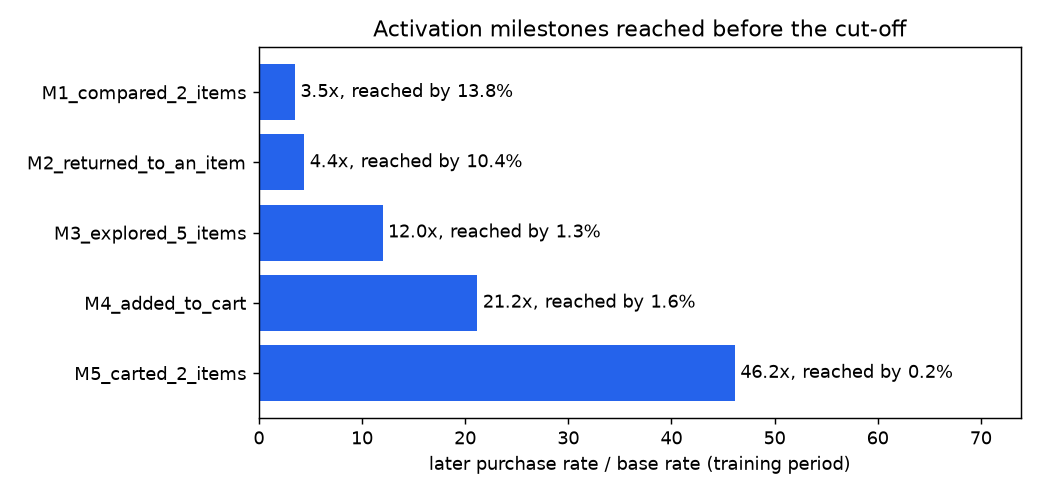 Activation milestones reached before the cut-off
M1_compared_2_items
3.5x, reached by 13.8%
M2_returned_to_an_item
4.4x, reached by 10.4%
M3_explored_5_items
12.0x, reached by 1.3%
M4_added_to_cart
21.2x, reached by 1.6%
M5_carted_2_items
46.2x, reached by 0.2%
0 10 20 30 40 50 60 70
later purchase rate / base rate (training period)